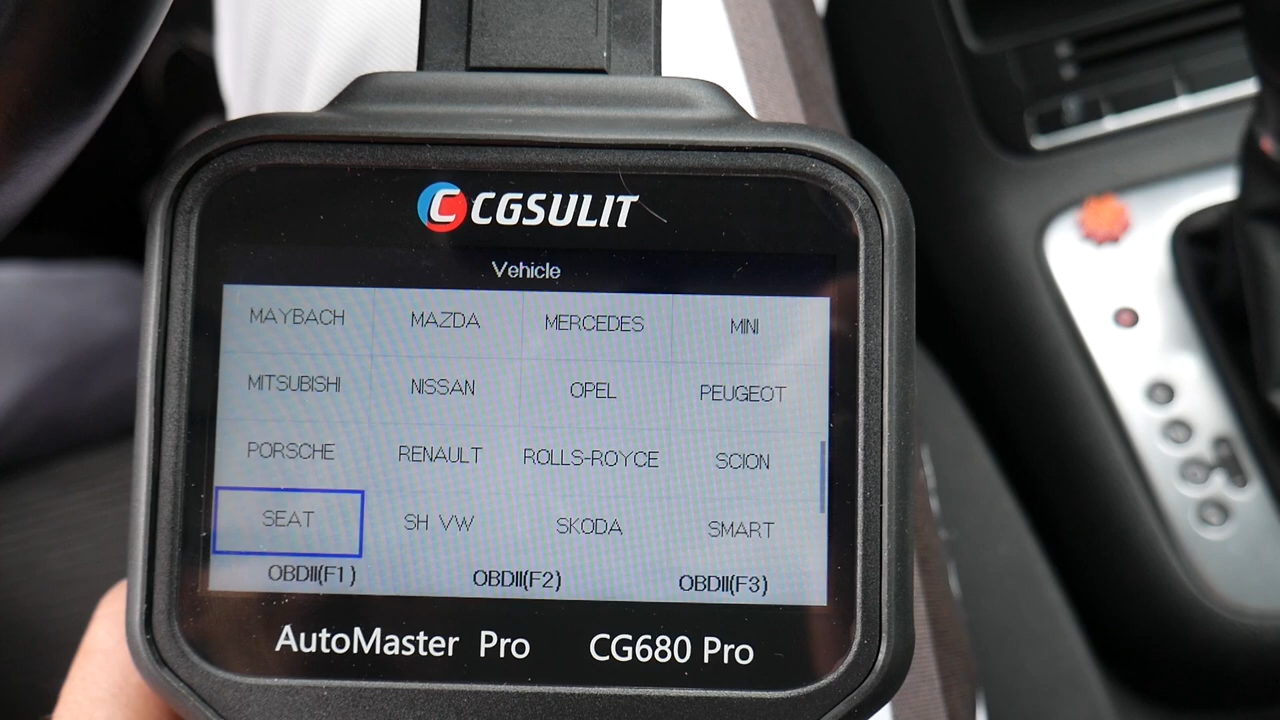 CGSULIT
Vehicle
MAYBACH MAZDA MERCEDES MINI
MITSUBISHI NISSAN OPEL PEUGEOT
PORSCHE RENAULT ROLLS-ROYCE SCION
SEAT SH VW SKODA SMART
OBDII(F1) OBDII(F2) OBDII(F3)
AutoMaster Pro CG680 Pro